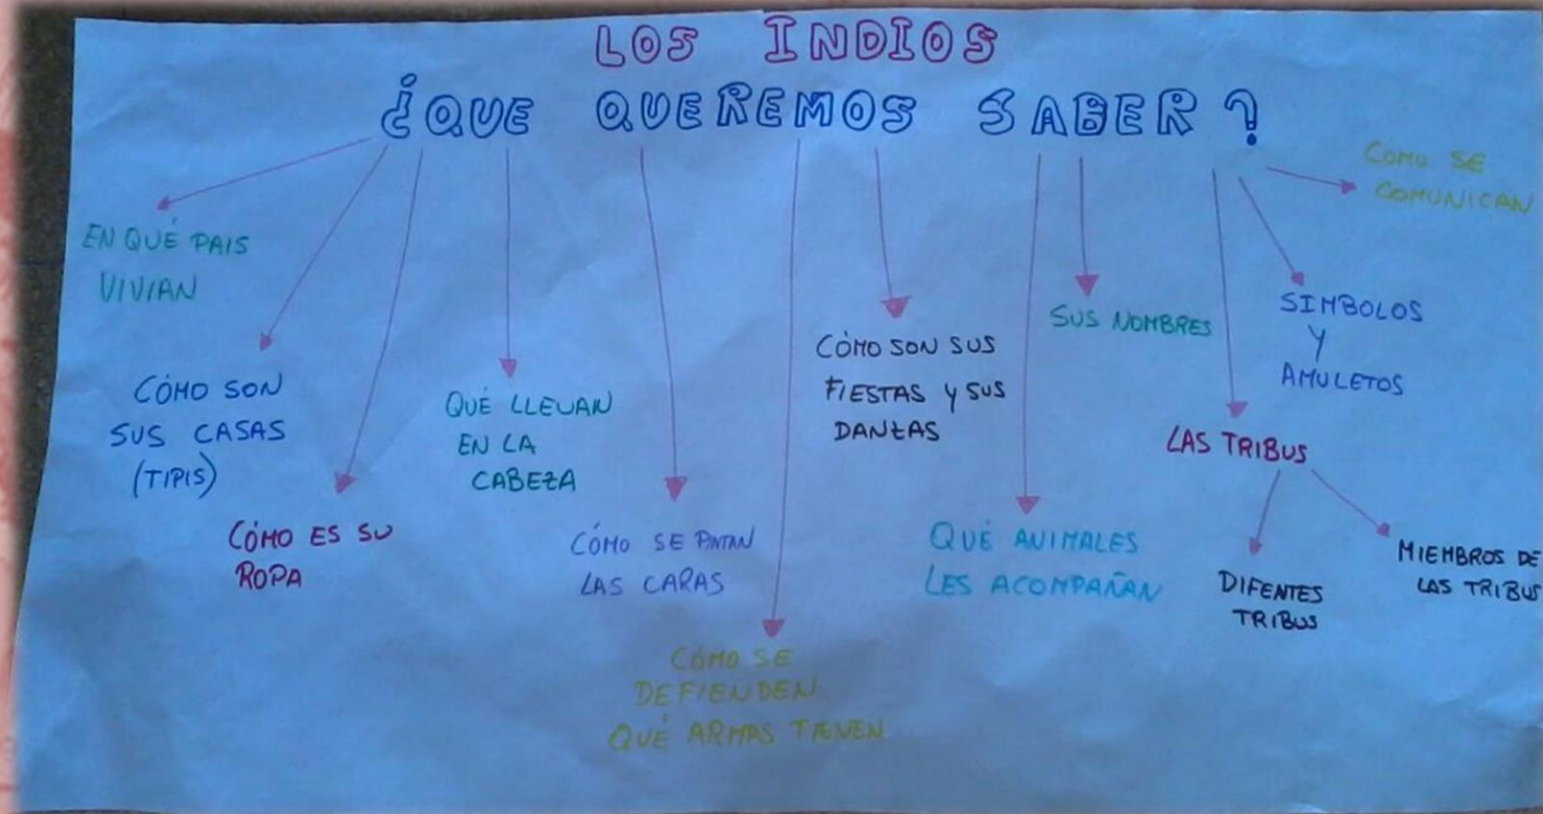 LOS INDIOS
¿QUE QUEREMOS SABER?
EN QUÉ PAIS
VIVIAN
CÓMO SON
SUS CASAS
(TIPIS)
CÓMO ES SU
ROPA
QUÉ LLEVAN
EN LA
CABEZA
CÓMO SE PINTAN
LAS CARAS
CÓMO SE
DEFIENDEN
QUÉ ARMAS TIENEN
CÓMO SON SUS
FIESTAS Y SUS
DANZAS
QUÉ ANIMALES
LES ACOMPAÑAN
SUS NOMBRES
LAS TRIBUS
DIFENTES
TRIBUS
MIEMBROS DE
LAS TRIBUS
SIMBOLOS
Y
AMULETOS
CÓMO SE
COMUNICAN